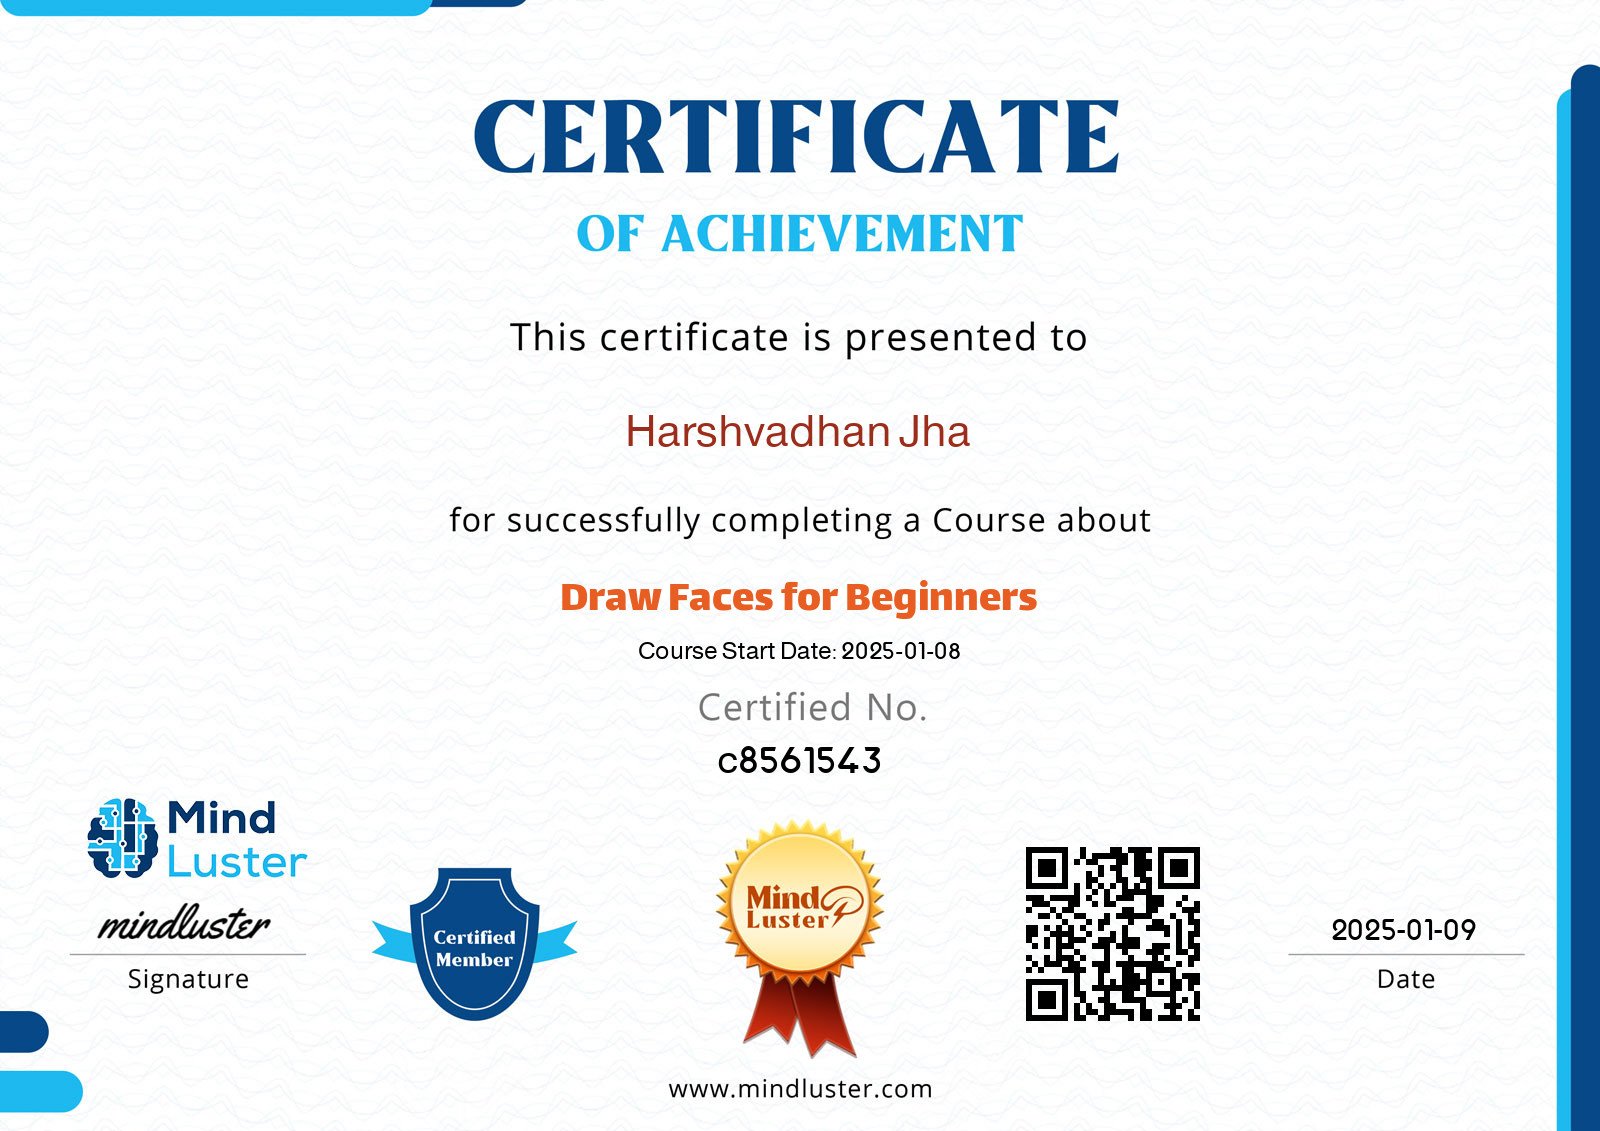 CERTIFICATE
OF ACHIEVEMENT
This certificate is presented to
Harshvadhan Jha
for successfully completing a Course about
Draw Faces for Beginners
Course Start Date: 2025-01-08
Certified No.
c8561543
Mind
Luster
mindluster
Signature
Certified
Member
Mind
Luster
2025-01-09
Date
www.mindluster.com